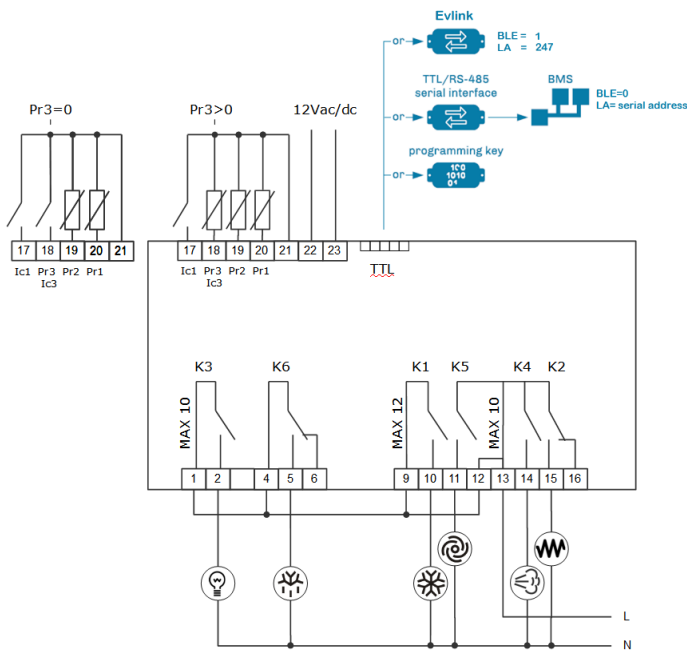 Evlink
or
BLE = 1
LA = 247
TTL/RS-485
serial interface
BMS
or
BLE=0
LA= serial address
programming key
or
100
1010
01
Pr3=0
Pr3>0
12Vac/dc
17 18 19 20 21
17 18 19 20 21 22 23
Ic1 Pr3 Pr2 Pr1
Ic3
Ic1 Pr3 Pr2 Pr1
Ic3
TTL
K3 K6 K1 K5 K4 K2
MAX 10 MAX 12 MAX 10
1 2 4 5 6 9 10 11 12 13 14 15 16
L
N